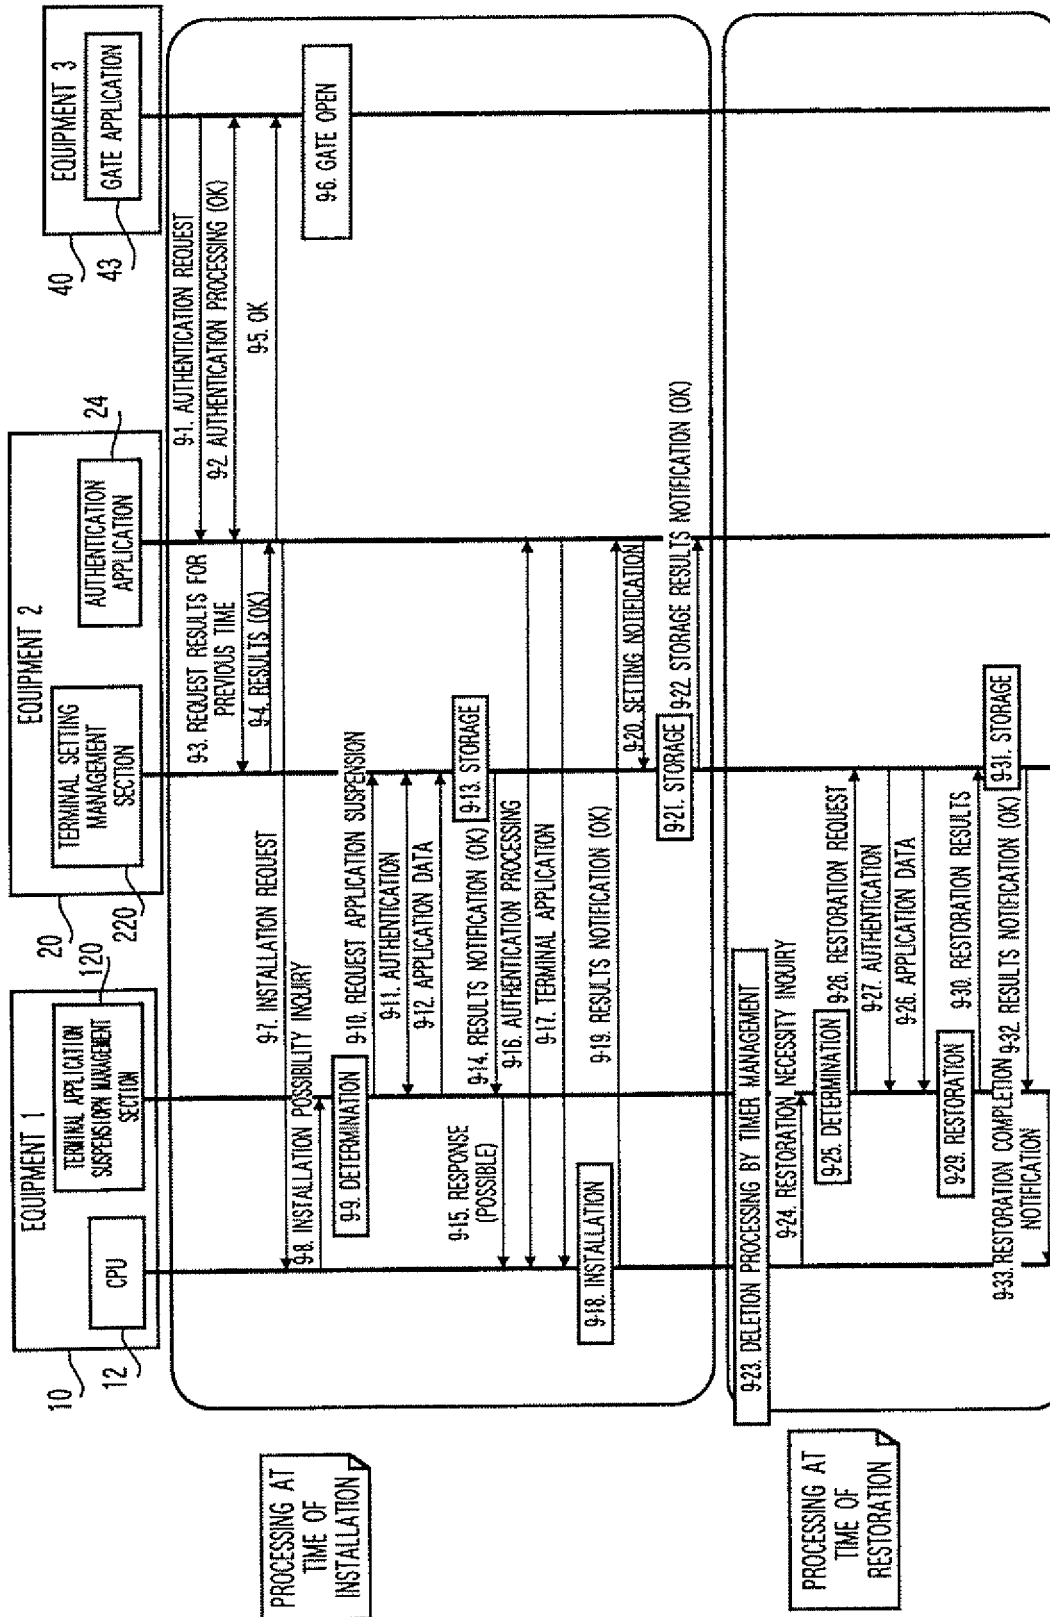 EQUIPMENT 1
CPU
TERMINAL APPLICATION
SUSPENSIOPN MANAGEMENT
SECTION
10
12
120
EQUIPMENT 2
TERMINAL SETTING
MANAGEMENT
SECTION
AUTHENTICATION
APPLICATION
20
220
24
EQUIPMENT 3
GATE APPLICATION
40
43
PROCESSING AT
TIME OF
INSTALLATION
9-1. AUTHENTICATION REQUEST
9-2. AUTHENTICATION PROCESSING (OK)
9-3. REQUEST RESULTS FOR
PREVIOUS TIME
9-4. RESULTS (OK)
9-5. OK
9-6. GATE OPEN
9-7. INSTALLATION REQUEST
9-8. INSTALLATION POSSIBILITY INQUIRY
9-9. DETERMINATION
9-10. REQUEST APPLICATION SUSPENSION
9-11. AUTHENTICATION
9-12. APPLICATION DATA
9-13. STORAGE
9-14. RESULTS NOTIFICATION (OK)
9-15. RESPONSE
(POSSIBLE)
9-16. AUTHENTICATION PROCESSING
9-17. TERMINAL APPLICATION
9-18. INSTALLATION
9-19. RESULTS NOTIFICATION (OK)
9-20. SETTING NOTIFICATION
9-21. STORAGE
9-22. STORAGE RESULTS NOTIFICATION (OK)
PROCESSING AT
TIME OF
RESTORATION
9-23. DELETION PROCESSING BY TIMER MANAGEMENT
9-24. RESTORATION NECESSITY INQUIRY
9-25. DETERMINATION
9-26. RESTORATION REQUEST
9-27. AUTHENTICATION
9-26. APPLICATION DATA
9-29. RESTORATION
9-30. RESTORATION RESULTS
9-31. STORAGE
9-32. RESULTS NOTIFICATION (OK)
9-33. RESTORATION COMPLETION
NOTIFICATION